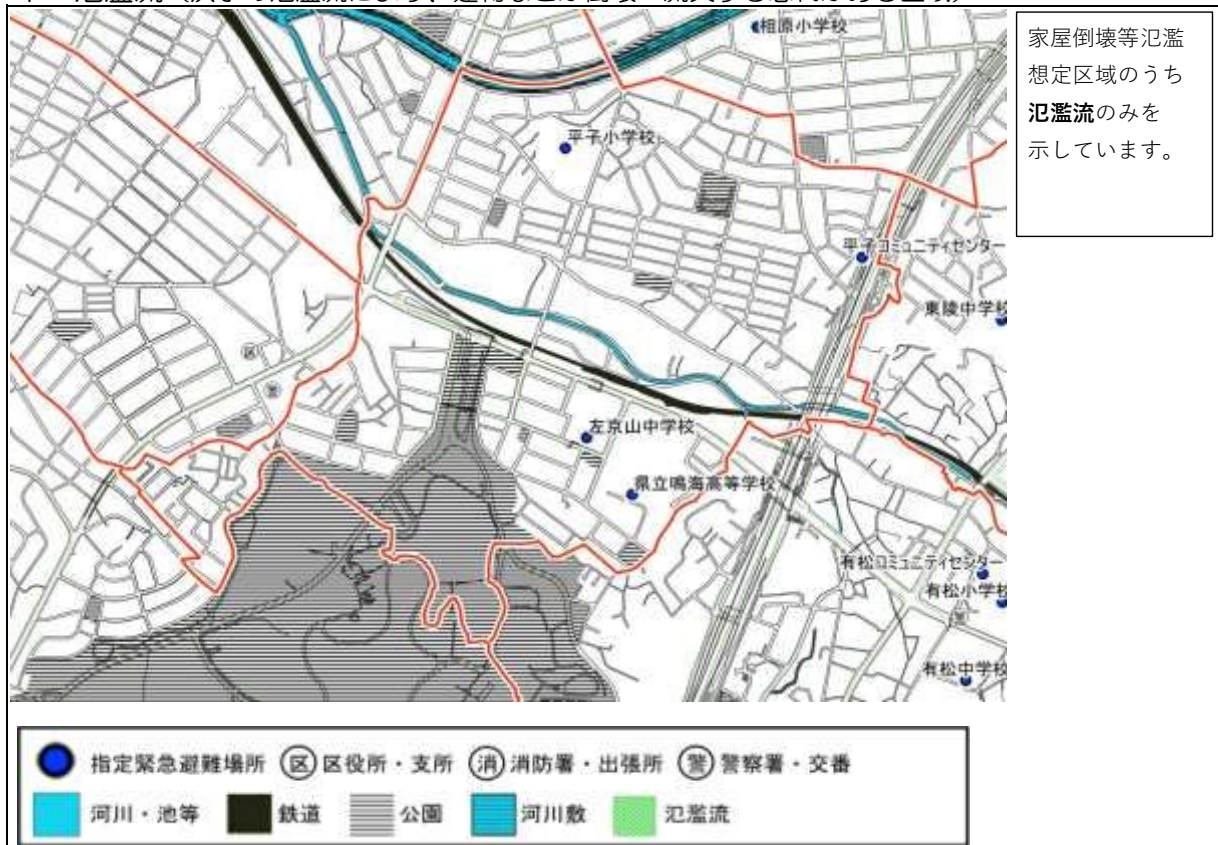 家屋倒壊等氾濫
想定区域のうち
氾濫流のみを
示しています。
相原小学校
平子小学校
平子コミュニティセンター
東陵中学校
区
左京山中学校
県立鳴海高等学校
有松コミュニティセンター
有松小学校
有松中学校
指定緊急避難場所 区 区役所・支所 消 消防署・出張所 警 警察署・交番
河川・池等 鉄道 公園 河川敷 氾濫流